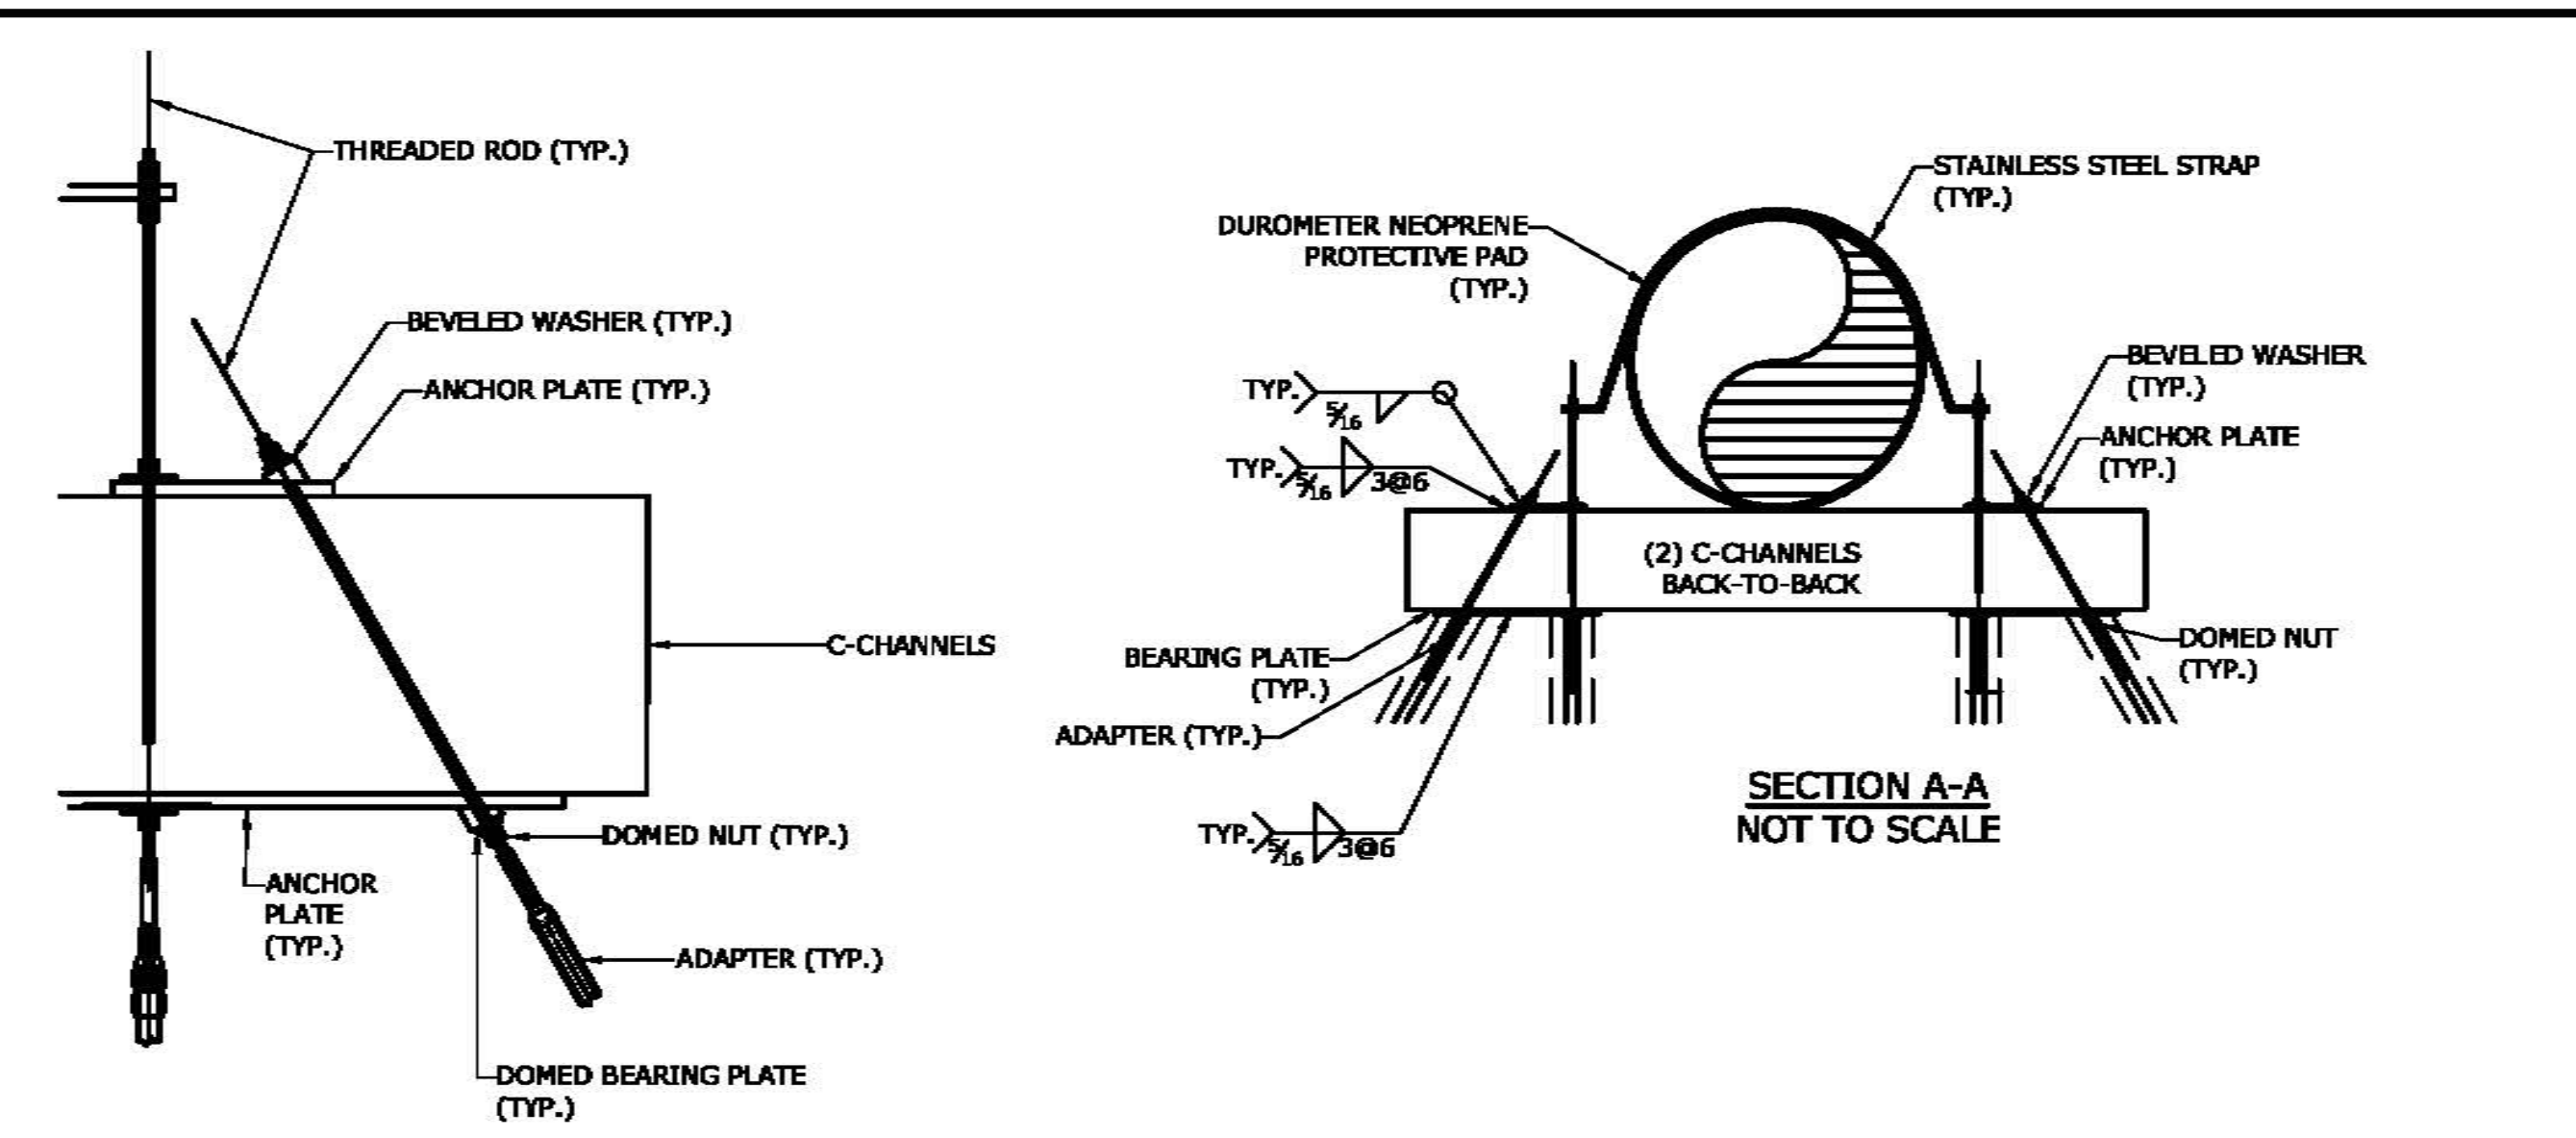 THREADED ROD (TYP.)
BEVELED WASHER (TYP.)
ANCHOR PLATE (TYP.)
C-CHANNELS
DOMED NUT (TYP.)
ANCHOR
PLATE
(TYP.)
ADAPTER (TYP.)
DOMED BEARING PLATE
(TYP.)
STAINLESS STEEL STRAP
(TYP.)
DUROMETER NEOPRENE
PROTECTIVE PAD
(TYP.)
TYP.
5/16
TYP.
5/16
3@6
BEVELED WASHER
(TYP.)
ANCHOR PLATE
(TYP.)
(2) C-CHANNELS
BACK-TO-BACK
BEARING PLATE
(TYP.)
ADAPTER (TYP.)
DOMED NUT
(TYP.)
TYP.
5/16
3@6
SECTION A-A
NOT TO SCALE